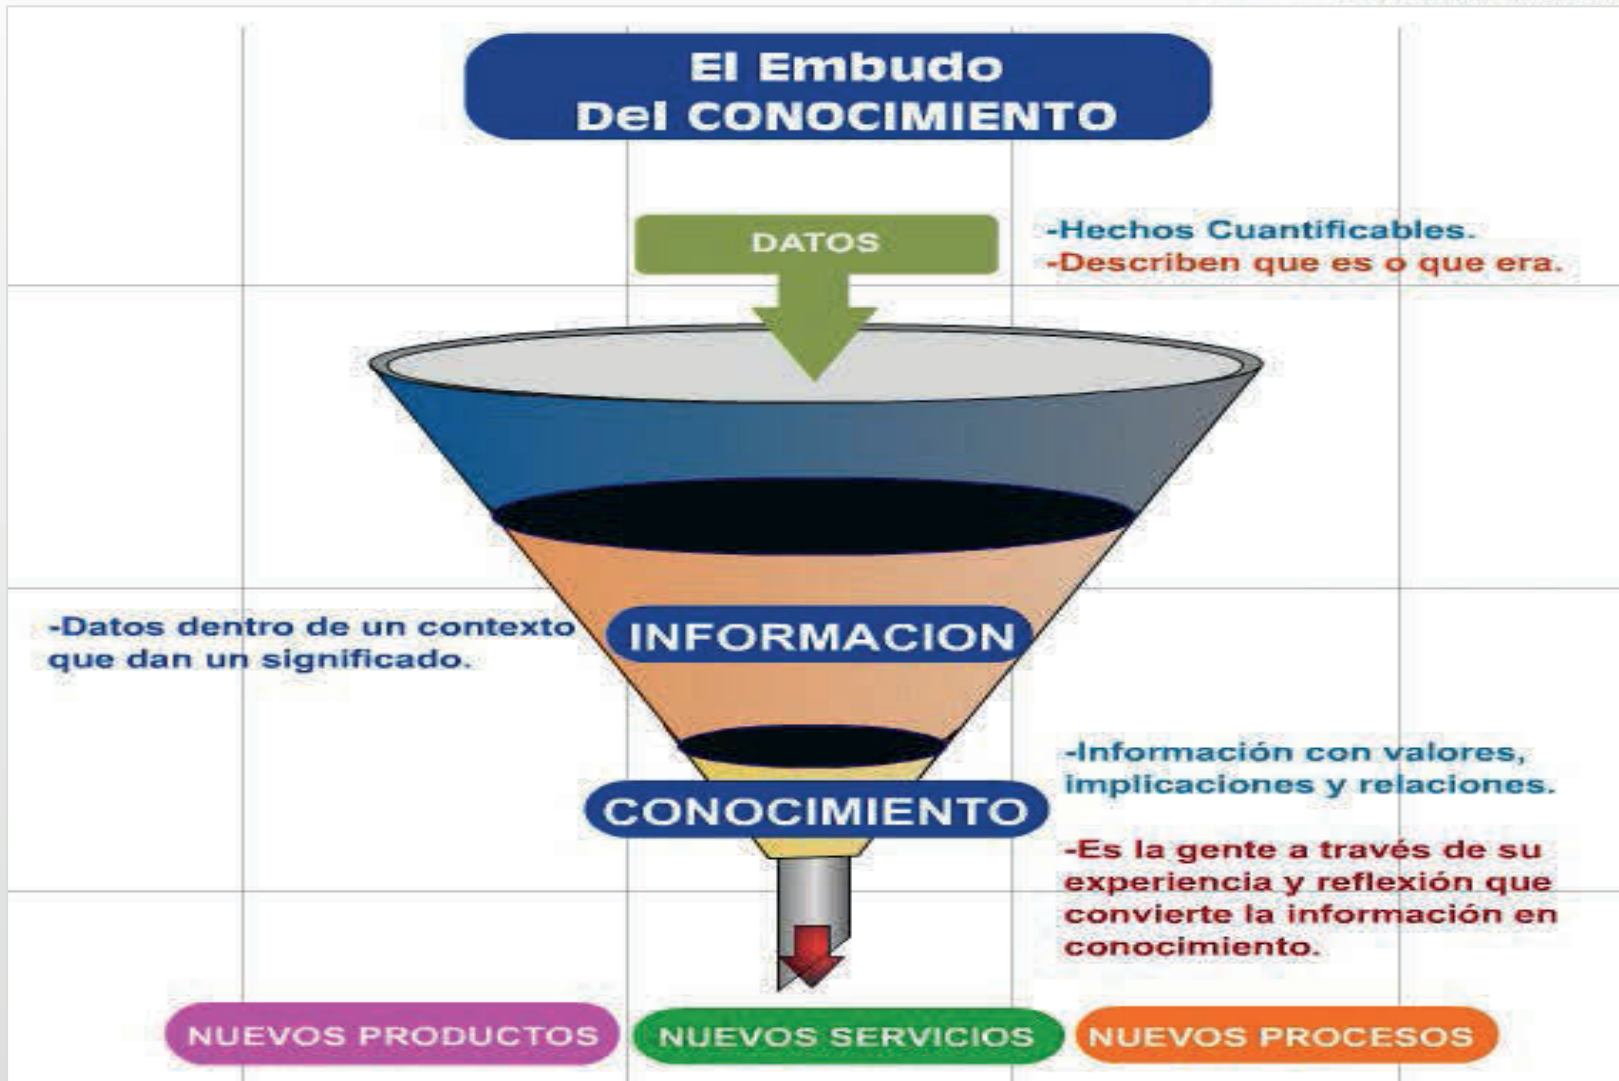 El Embudo
Del CONOCIMIENTO
DATOS
-Hechos Cuantificables.
-Describen que es o que era.
-Datos dentro de un contexto
que dan un significado.
INFORMACION
-Información con valores,
implicaciones y relaciones.
CONOCIMIENTO
-Es la gente a través de su
experiencia y reflexión que
convierte la información en
conocimiento.
NUEVOS PRODUCTOS
NUEVOS SERVICIOS
NUEVOS PROCESOS